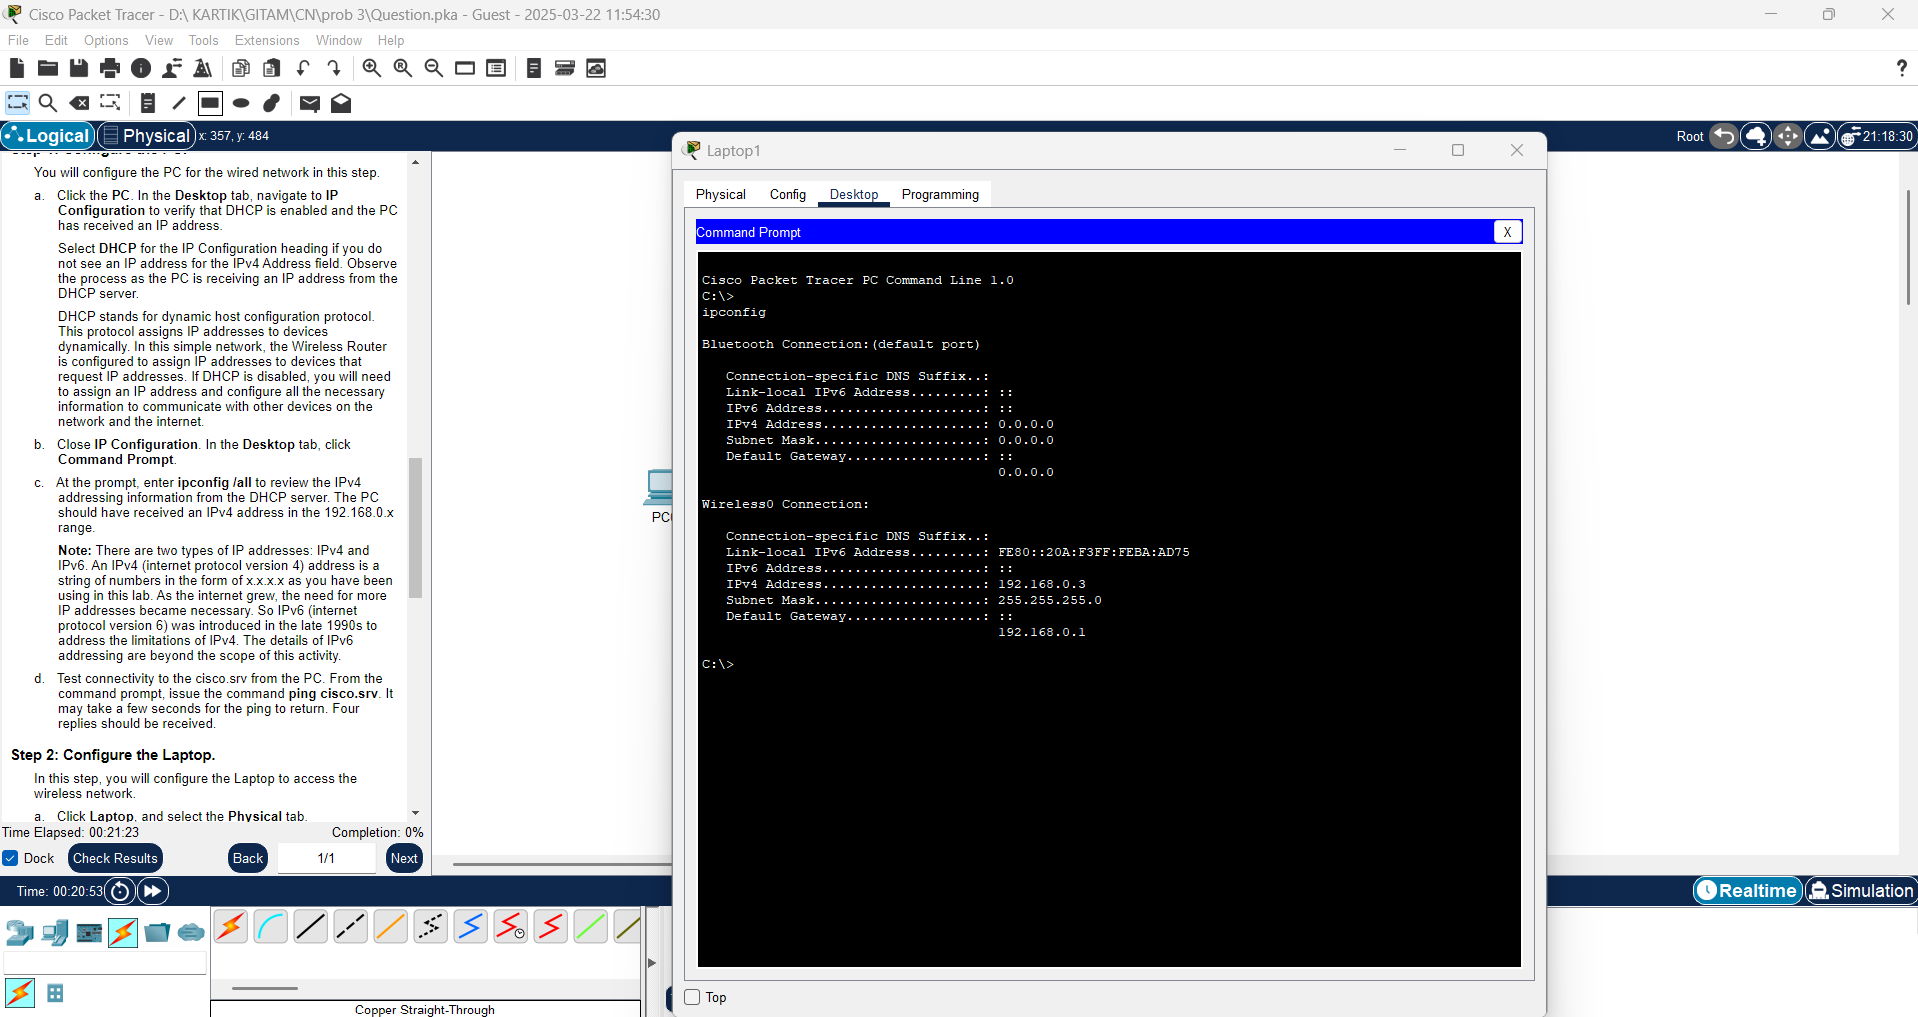 Cisco Packet Tracer - D:\ KARTIK\GITAM\CN\prob 3\Question.pka - Guest - 2025-03-22 11:54:30
File Edit Options View Tools Extensions Window Help
?
Logical Physical x: 357, y: 484
Root 21:18:30
You will configure the PC for the wired network in this step.
a. Click the PC. In the Desktop tab, navigate to IP
Configuration to verify that DHCP is enabled and the PC
has received an IP address.
Select DHCP for the IP Configuration heading if you do
not see an IP address for the IPv4 Address field. Observe
the process as the PC is receiving an IP address from the
DHCP server.
DHCP stands for dynamic host configuration protocol.
This protocol assigns IP addresses to devices
dynamically. In this simple network, the Wireless Router
is configured to assign IP addresses to devices that
request IP addresses. If DHCP is disabled, you will need
to assign an IP address and configure all the necessary
information to communicate with other devices on the
network and the internet.
b. Close IP Configuration. In the Desktop tab, click
Command Prompt.
c. At the prompt, enter ipconfig /all to review the IPv4
addressing information from the DHCP server. The PC
should have received an IPv4 address in the 192.168.0.x
range.
Note: There are two types of IP addresses: IPv4 and
IPv6. An IPv4 (internet protocol version 4) address is a
string of numbers in the form of x.x.x.x as you have been
using in this lab. As the internet grew, the need for more
IP addresses became necessary. So IPv6 (internet
protocol version 6) was introduced in the late 1990s to
address the limitations of IPv4. The details of IPv6
addressing are beyond the scope of this activity.
d. Test connectivity to the cisco.srv from the PC. From the
command prompt, issue the command ping cisco.srv. It
may take a few seconds for the ping to return. Four
replies should be received.
Step 2: Configure the Laptop.
In this step, you will configure the Laptop to access the
wireless network.
a. Click Laptop, and select the Physical tab.
Time Elapsed: 00:21:23 Completion: 0%
Dock Check Results Back 1/1 Next
Time: 00:20:53
Realtime Simulation
Copper Straight-Through
Laptop1
Physical Config Desktop Programming
Command Prompt X
Cisco Packet Tracer PC Command Line 1.0
C:\>
ipconfig
Bluetooth Connection:(default port)
Connection-specific DNS Suffix..:
Link-local IPv6 Address.........: ::
IPv6 Address....................: ::
IPv4 Address....................: 0.0.0.0
Subnet Mask.....................: 0.0.0.0
Default Gateway.................: ::
0.0.0.0
Wireless0 Connection:
Connection-specific DNS Suffix..:
Link-local IPv6 Address.........: FE80::20A:F3FF:FEBA:AD75
IPv6 Address....................: ::
IPv4 Address....................: 192.168.0.3
Subnet Mask.....................: 255.255.255.0
Default Gateway.................: ::
192.168.0.1
C:\>
Top